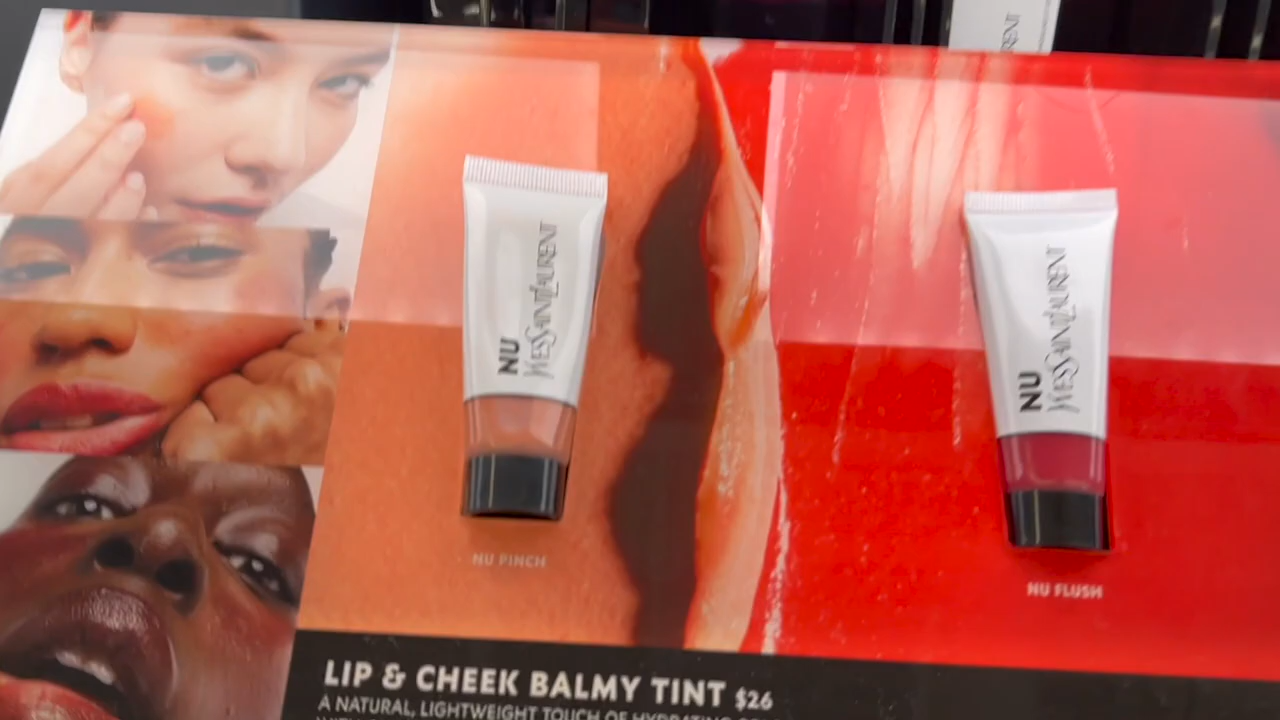 NU
YVESSAINTLAURENT
NU PINCH
NU
YVESSAINTLAURENT
NU FLUSH
LIP & CHEEK BALMY TINT $26
A NATURAL, LIGHTWEIGHT TOUCH OF HYDRATING